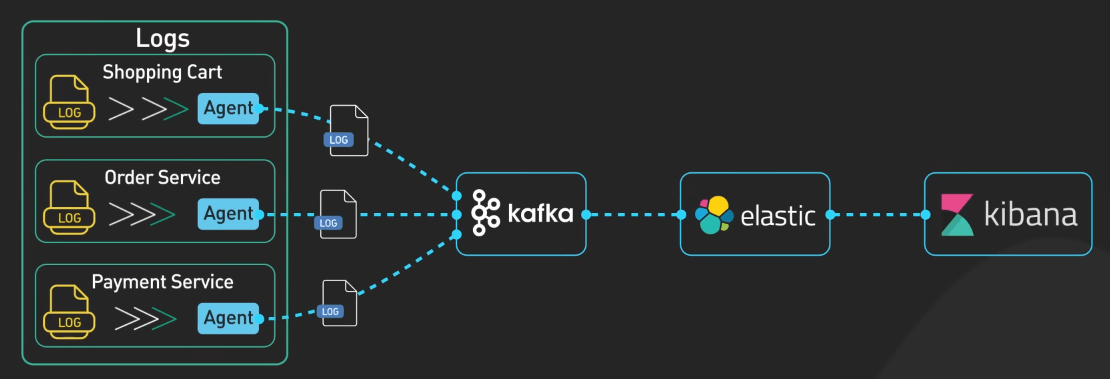 Logs
Shopping Cart
LOG
Agent
LOG
Order Service
LOG
Agent
LOG
Payment Service
LOG
Agent
LOG
kafka
elastic
kibana